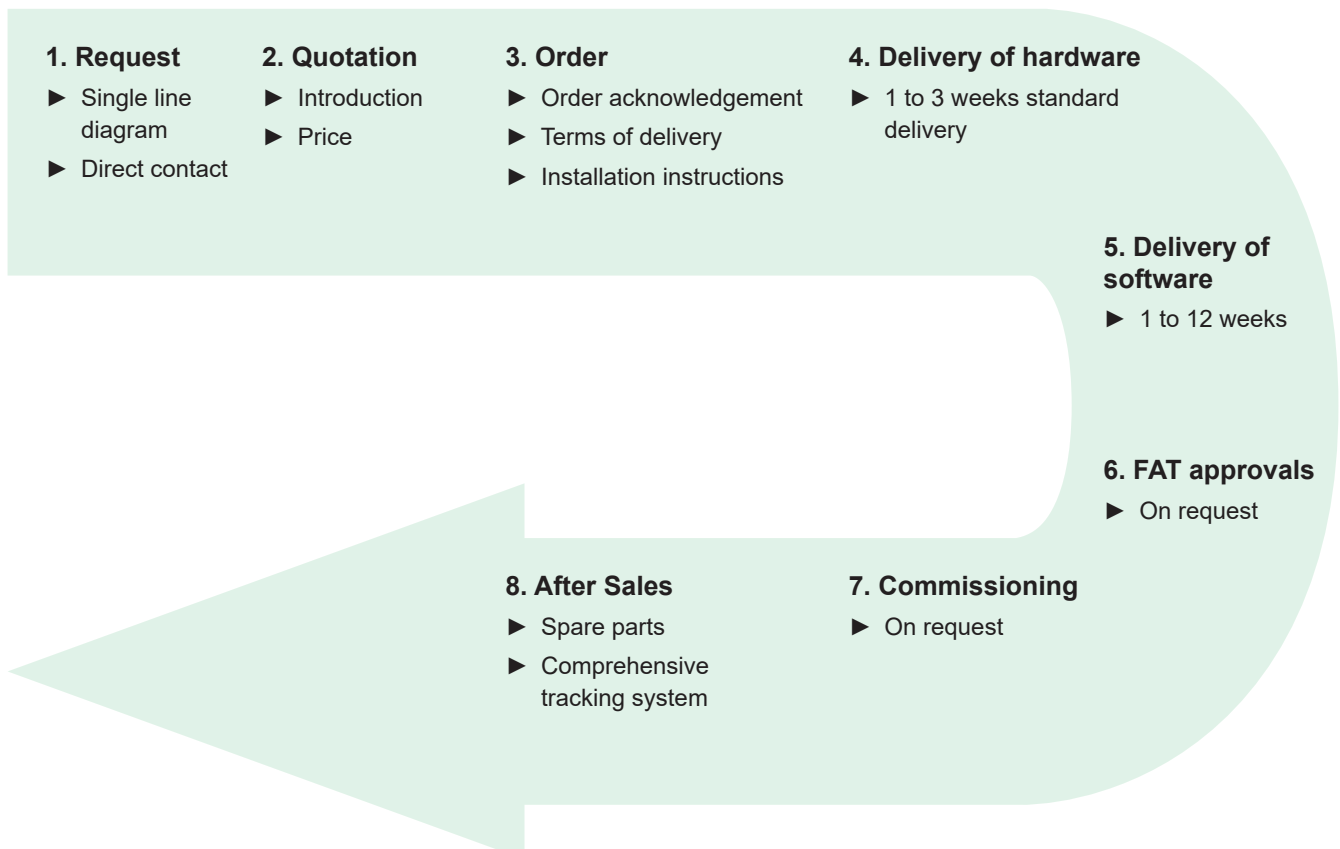 1. Request
► Single line
diagram
► Direct contact
2. Quotation
► Introduction
► Price
3. Order
► Order acknowledgement
► Terms of delivery
► Installation instructions
4. Delivery of hardware
► 1 to 3 weeks standard
delivery
5. Delivery of
software
► 1 to 12 weeks
6. FAT approvals
► On request
7. Commissioning
► On request
8. After Sales
► Spare parts
► Comprehensive
tracking system